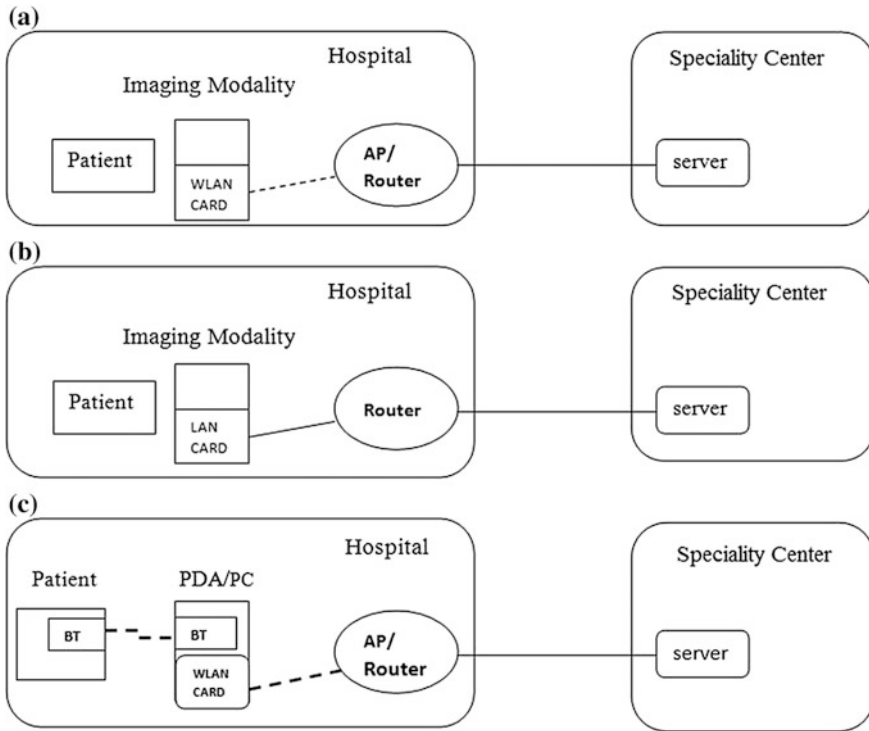 (a)
Hospital
Speciality Center
Imaging Modality
Patient
WLAN
CARD
AP/
Router
server
(b)
Hospital
Speciality Center
Imaging Modality
Patient
LAN
CARD
Router
server
(c)
Hospital
Speciality Center
Patient
PDA/PC
BT
BT
WLAN
CARD
AP/
Router
server